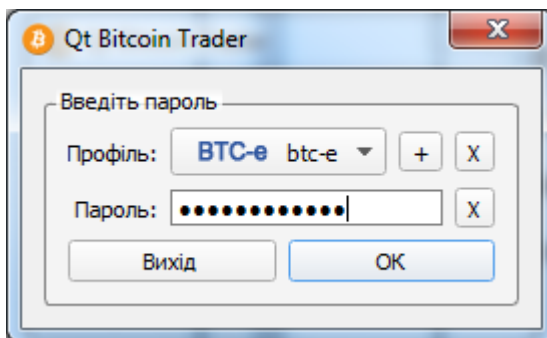 Qt Bitcoin Trader
Введіть пароль
Профіль: BTC-e btc-e + X
Пароль: ●●●●●●●●●●●● X
Вихід OK